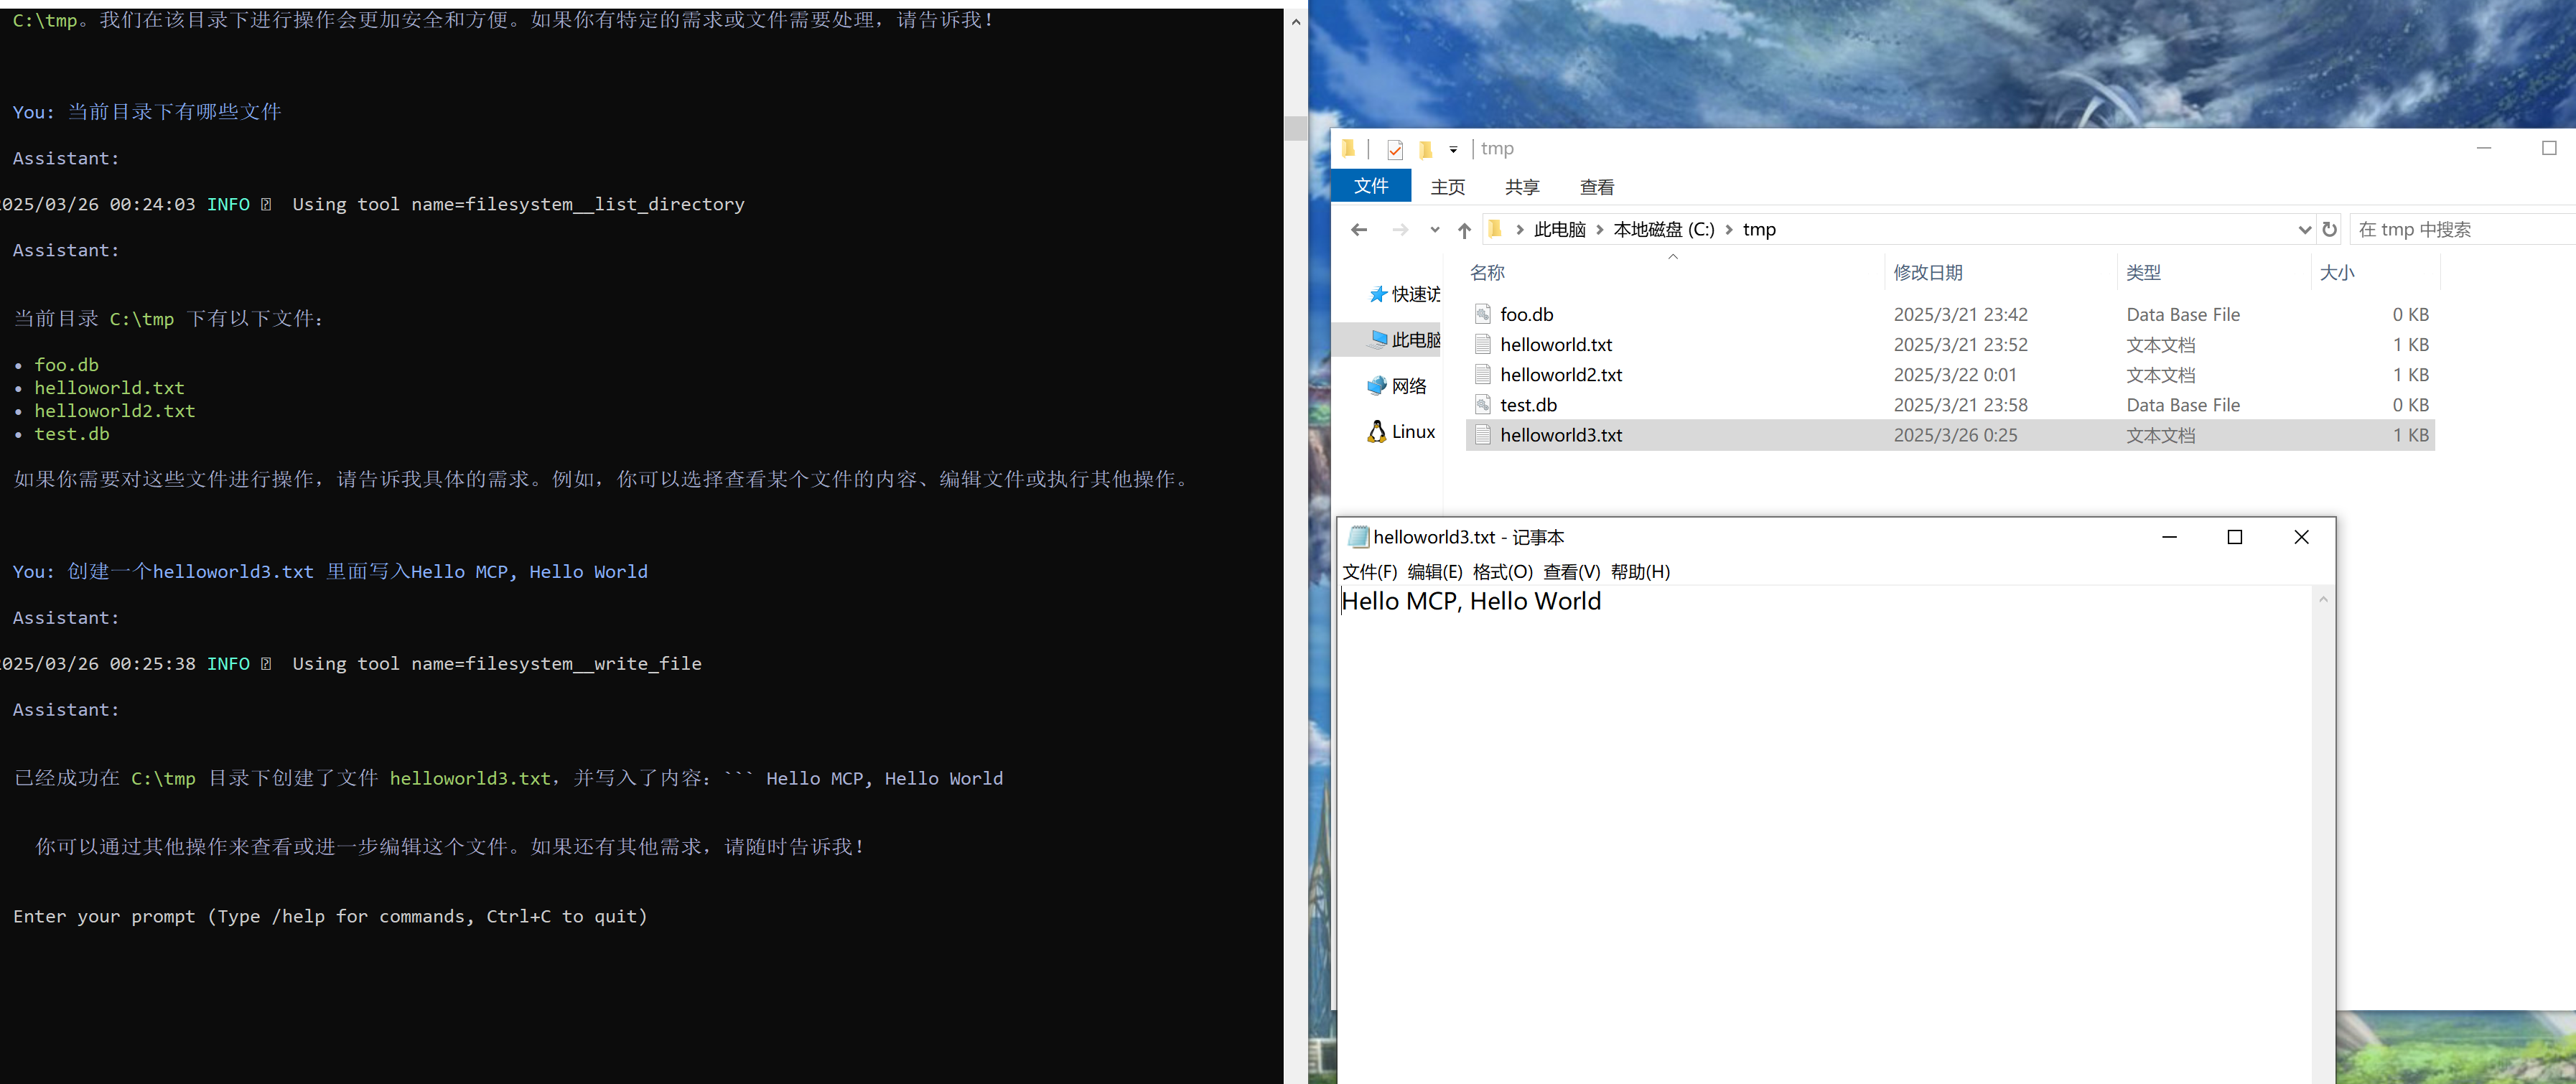 C:\tmp。我们在该目录下进行操作会更加安全和方便。如果你有特定的需求或文件需要处理，请告诉我！
You: 当前目录下有哪些文件
Assistant:
025/03/26 00:24:03 INFO Using tool name=filesystem__list_directory
Assistant:
当前目录 C:\tmp 下有以下文件：
• foo.db
• helloworld.txt
• helloworld2.txt
• test.db
如果你需要对这些文件进行操作，请告诉我具体的需求。例如，你可以选择查看某个文件的内容、编辑文件或执行其他操作。
You: 创建一个helloworld3.txt 里面写入Hello MCP, Hello World
Assistant:
025/03/26 00:25:38 INFO Using tool name=filesystem__write_file
Assistant:
已经成功在 C:\tmp 目录下创建了文件 helloworld3.txt，并写入了内容：``` Hello MCP, Hello World
你可以通过其他操作来查看或进一步编辑这个文件。如果还有其他需求，请随时告诉我！
Enter your prompt (Type /help for commands, Ctrl+C to quit)
tmp
文件 主页 共享 查看
此电脑 本地磁盘 (C:) tmp 在 tmp 中搜索
名称 修改日期 类型 大小
快速访
此电脑
网络
Linux
foo.db 2025/3/21 23:42 Data Base File 0 KB
helloworld.txt 2025/3/21 23:52 文本文档 1 KB
helloworld2.txt 2025/3/22 0:01 文本文档 1 KB
test.db 2025/3/21 23:58 Data Base File 0 KB
helloworld3.txt 2025/3/26 0:25 文本文档 1 KB
helloworld3.txt - 记事本
文件(F) 编辑(E) 格式(O) 查看(V) 帮助(H)
Hello MCP, Hello World